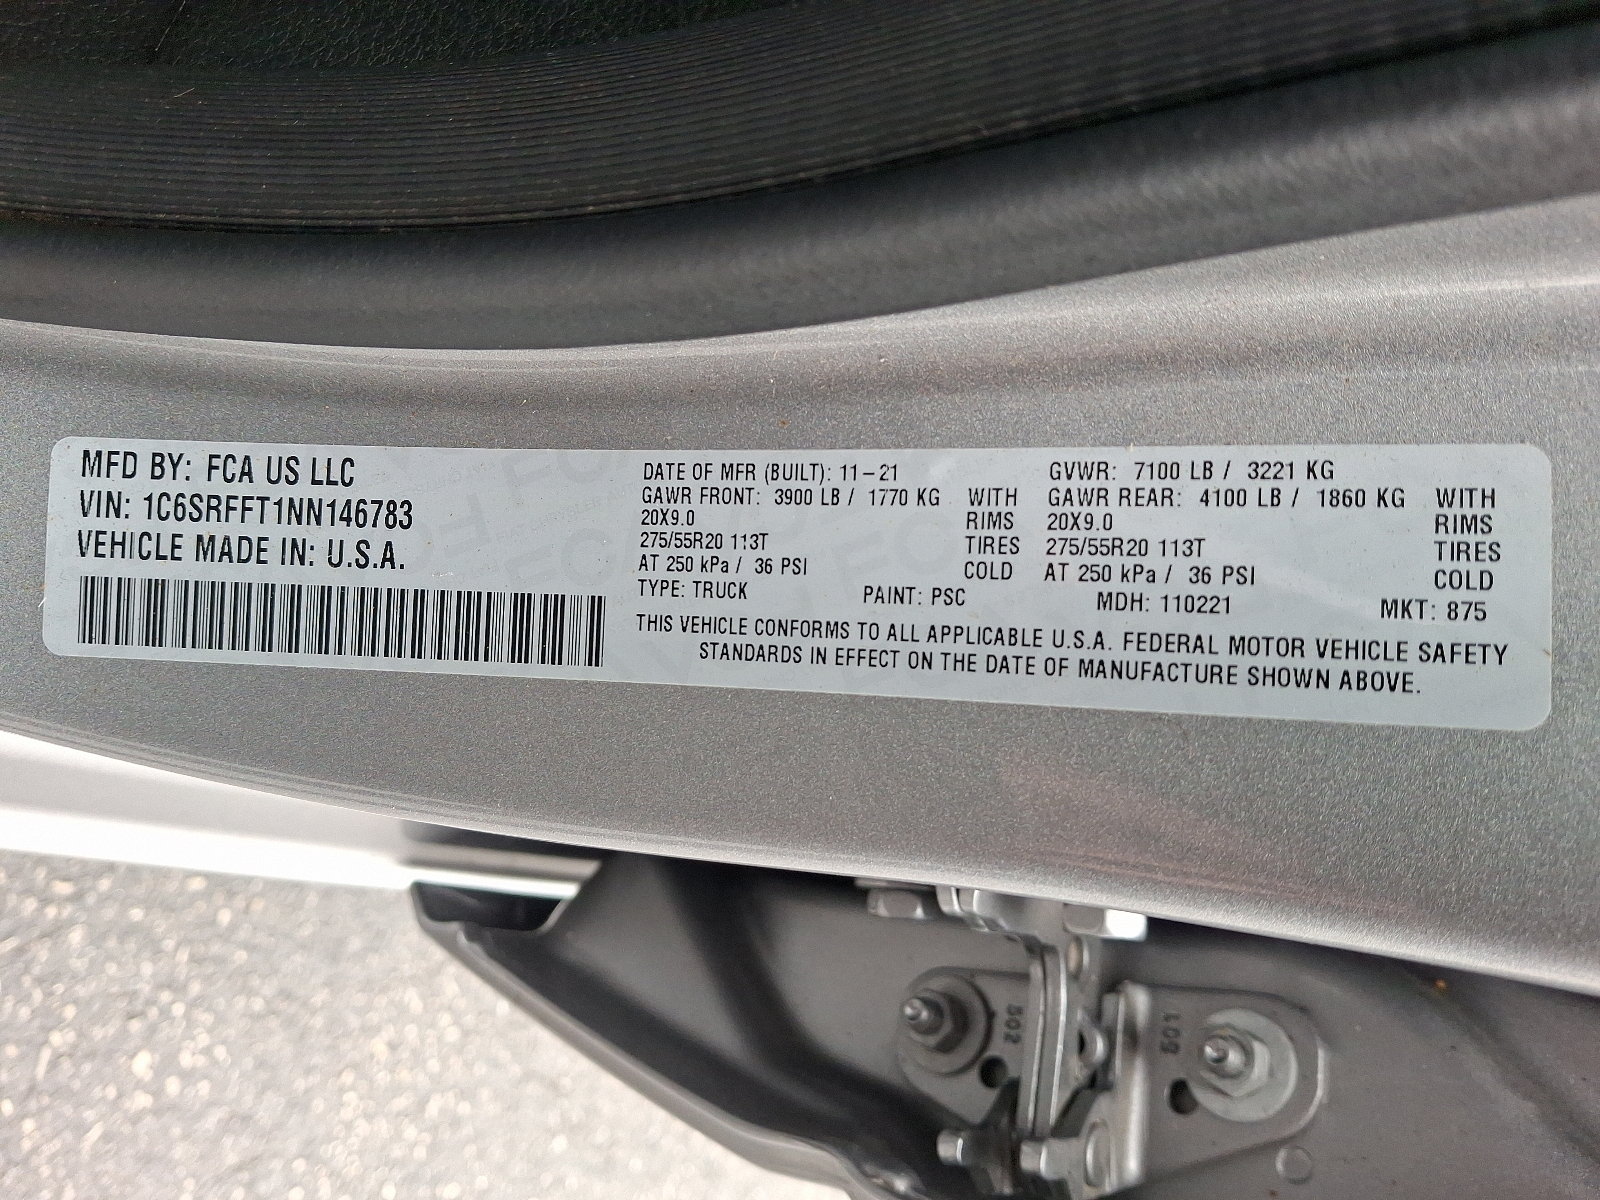 MFD BY: FCA US LLC
VIN: 1C6SRFFT1NN146783
VEHICLE MADE IN: U.S.A.
DATE OF MFR (BUILT): 11-21 GVWR: 7100 LB / 3221 KG
GAWR FRONT: 3900 LB / 1770 KG WITH GAWR REAR: 4100 LB / 1860 KG WITH
20X9.0 RIMS 20X9.0 RIMS
275/55R20 113T TIRES 275/55R20 113T TIRES
AT 250 kPa / 36 PSI COLD AT 250 kPa / 36 PSI COLD
TYPE: TRUCK PAINT: PSC MDH: 110221 MKT: 875
THIS VEHICLE CONFORMS TO ALL APPLICABLE U.S.A. FEDERAL MOTOR VEHICLE SAFETY
STANDARDS IN EFFECT ON THE DATE OF MANUFACTURE SHOWN ABOVE.